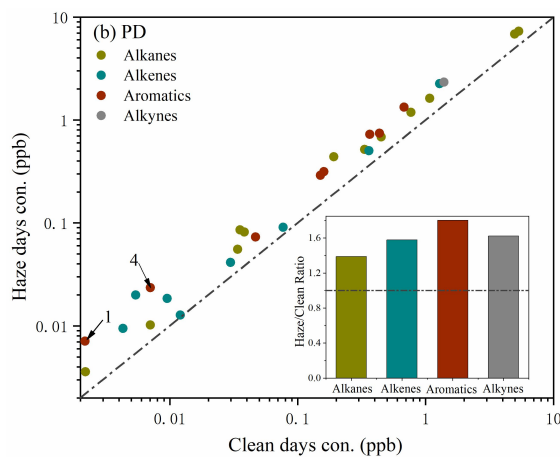 (b) PD
Alkanes
Alkenes
Aromatics
Alkynes
10
1
0.1
0.01
Haze days con. (ppb)
4
1
Haze/Clean Ratio
1.6
1.2
0.8
0.4
0.0
Alkanes Alkenes Aromatics Alkynes
0.01 0.1 1 10
Clean days con. (ppb)